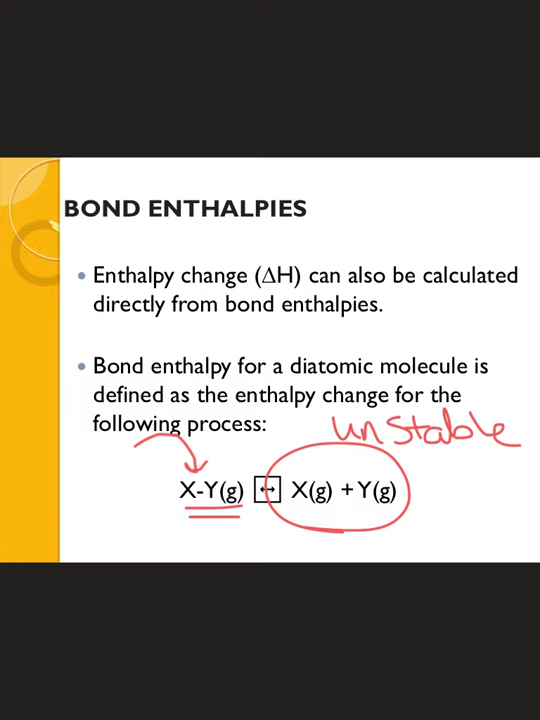 BOND ENTHALPIES
• Enthalpy change (∆H) can also be calculated
directly from bond enthalpies.
• Bond enthalpy for a diatomic molecule is
defined as the enthalpy change for the
following process:
unstable
X-Y(g) ↔ X(g) + Y(g)